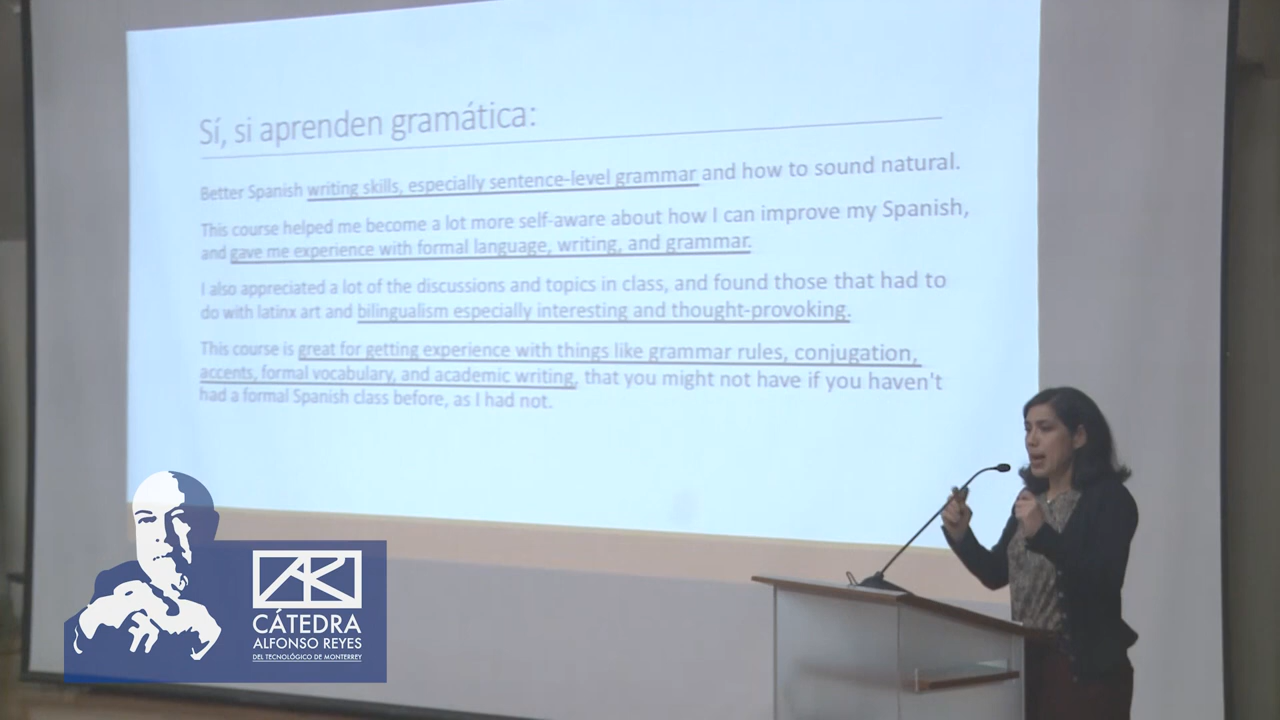 Sí, si aprenden gramática:
Better Spanish writing skills, especially sentence-level grammar and how to sound natural.
This course helped me become a lot more self-aware about how I can improve my Spanish,
and gave me experience with formal language, writing, and grammar.
I also appreciated a lot of the discussions and topics in class, and found those that had to
do with latinx art and bilingualism especially interesting and thought-provoking.
This course is great for getting experience with things like grammar rules, conjugation,
accents, formal vocabulary, and academic writing, that you might not have if you haven't
had a formal Spanish class before, as I had not.
CÁTEDRA
ALFONSO REYES
DEL TECNOLÓGICO DE MONTERREY